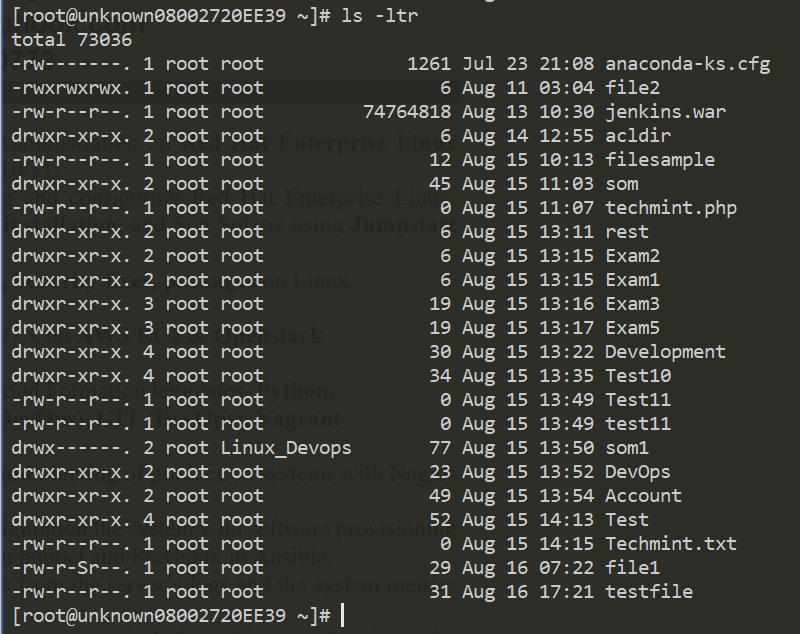 [root@unknown08002720EE39 ~]# ls -ltr
total 73036
-rw-------. 1 root root 1261 Jul 23 21:08 anaconda-ks.cfg
-rwxrwxrwx. 1 root root 6 Aug 11 03:04 file2
-rw-r--r--. 1 root root 74764818 Aug 13 10:30 jenkins.war
drwxr-xr-x. 2 root root 6 Aug 14 12:55 acldir
-rw-r--r--. 1 root root 12 Aug 15 10:13 filesample
drwxr-xr-x. 2 root root 45 Aug 15 11:03 som
-rw-r--r--. 1 root root 0 Aug 15 11:07 techmint.php
drwxr-xr-x. 2 root root 6 Aug 15 13:11 rest
drwxr-xr-x. 2 root root 6 Aug 15 13:15 Exam2
drwxr-xr-x. 2 root root 6 Aug 15 13:15 Exam1
drwxr-xr-x. 3 root root 19 Aug 15 13:16 Exam3
drwxr-xr-x. 3 root root 19 Aug 15 13:17 Exam5
drwxr-xr-x. 4 root root 30 Aug 15 13:22 Development
drwxr-xr-x. 4 root root 34 Aug 15 13:35 Test10
-rw-r--r--. 1 root root 0 Aug 15 13:49 Test11
-rw-r--r--. 1 root root 0 Aug 15 13:49 test11
drwx------. 2 root Linux_Devops 77 Aug 15 13:50 som1
drwxr-xr-x. 2 root root 23 Aug 15 13:52 DevOps
drwxr-xr-x. 2 root root 49 Aug 15 13:54 Account
drwxr-xr-x. 4 root root 52 Aug 15 14:13 Test
-rw-r--r--. 1 root root 0 Aug 15 14:15 Techmint.txt
-rw-r-Sr--. 1 root root 29 Aug 16 07:22 file1
-rw-r--r--. 1 root root 31 Aug 16 17:21 testfile
[root@unknown08002720EE39 ~]#